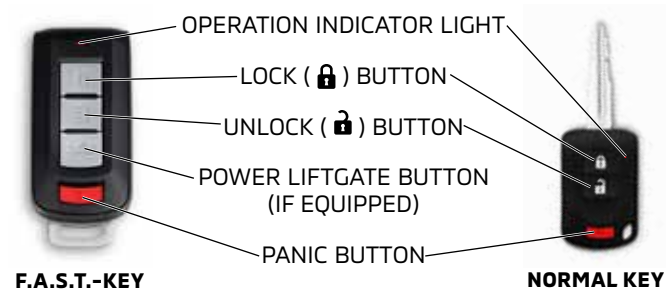 OPERATION INDICATOR LIGHT
LOCK ( 🔒 ) BUTTON
UNLOCK ( 🔓 ) BUTTON
POWER LIFTGATE BUTTON
(IF EQUIPPED)
PANIC BUTTON
F.A.S.T.-KEY
NORMAL KEY